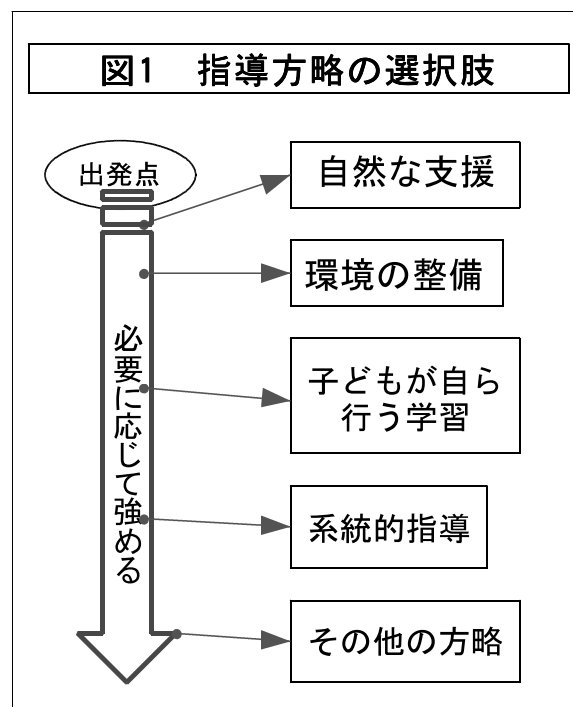 図1　指導方略の選択肢
出発点
自然な支援
環境の整備
子どもが自ら
行う学習
必要に応じて強める
系統的指導
その他の方略